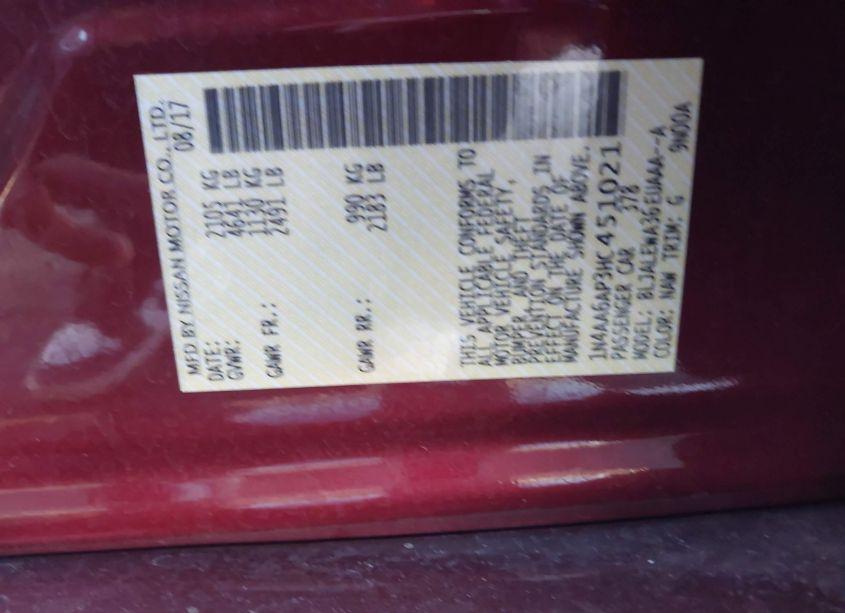 MFD BY NISSAN MOTOR CO., LTD.
DATE: 08/17
GVWR: 2105 KG
4641 LB
GAWR FR.: 1130 KG
2491 LB
GAWR RR.: 990 KG
2183 LB
THIS VEHICLE CONFORMS TO
ALL APPLICABLE FEDERAL
MOTOR VEHICLE SAFETY,
BUMPER, AND THEFT
PREVENTION STANDARDS IN
EFFECT ON THE DATE OF
MANUFACTURE SHOWN ABOVE.
1N4AA6AP3HC451021
PASSENGER CAR 378
MODEL: BLJALEWA36EUAAA--A
COLOR: NAW TRIM: G 9N00A